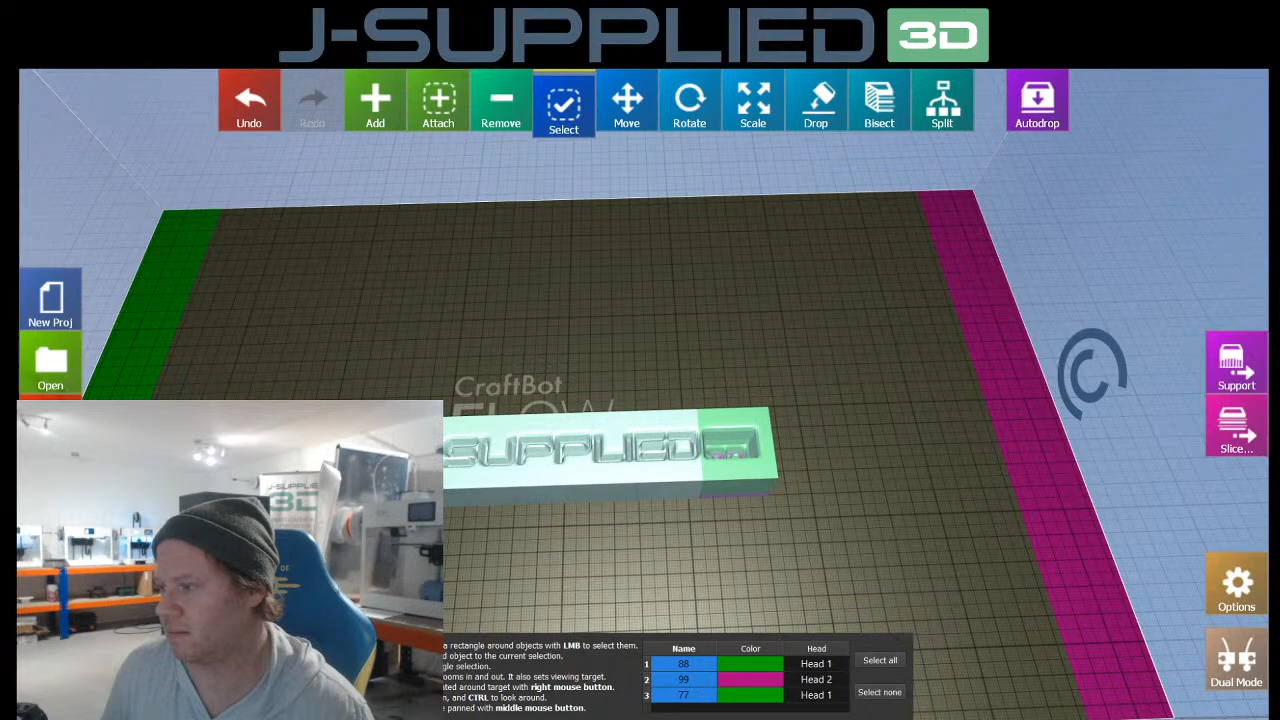 J-SUPPLIED 3D
Undo
Redo
Add
Attach
Remove
Select
Move
Rotate
Scale
Drop
Bisect
Split
Autodrop
New Proj
Open
CraftBot
FLOW
SUPPLIED
Support
Slice...
Options
Dual Mode
J-SUPPLIE
3D
OF
a rectangle around objects with LMB to select them.
d object to the current selection.
gle selection.
ooms in and out. It also sets viewing target.
ated around target with right mouse button.
n, and CTRL to look around.
e panned with middle mouse button.
Name Color Head
1 88 Head 1
2 99 Head 2
3 77 Head 1
Select all
Select none